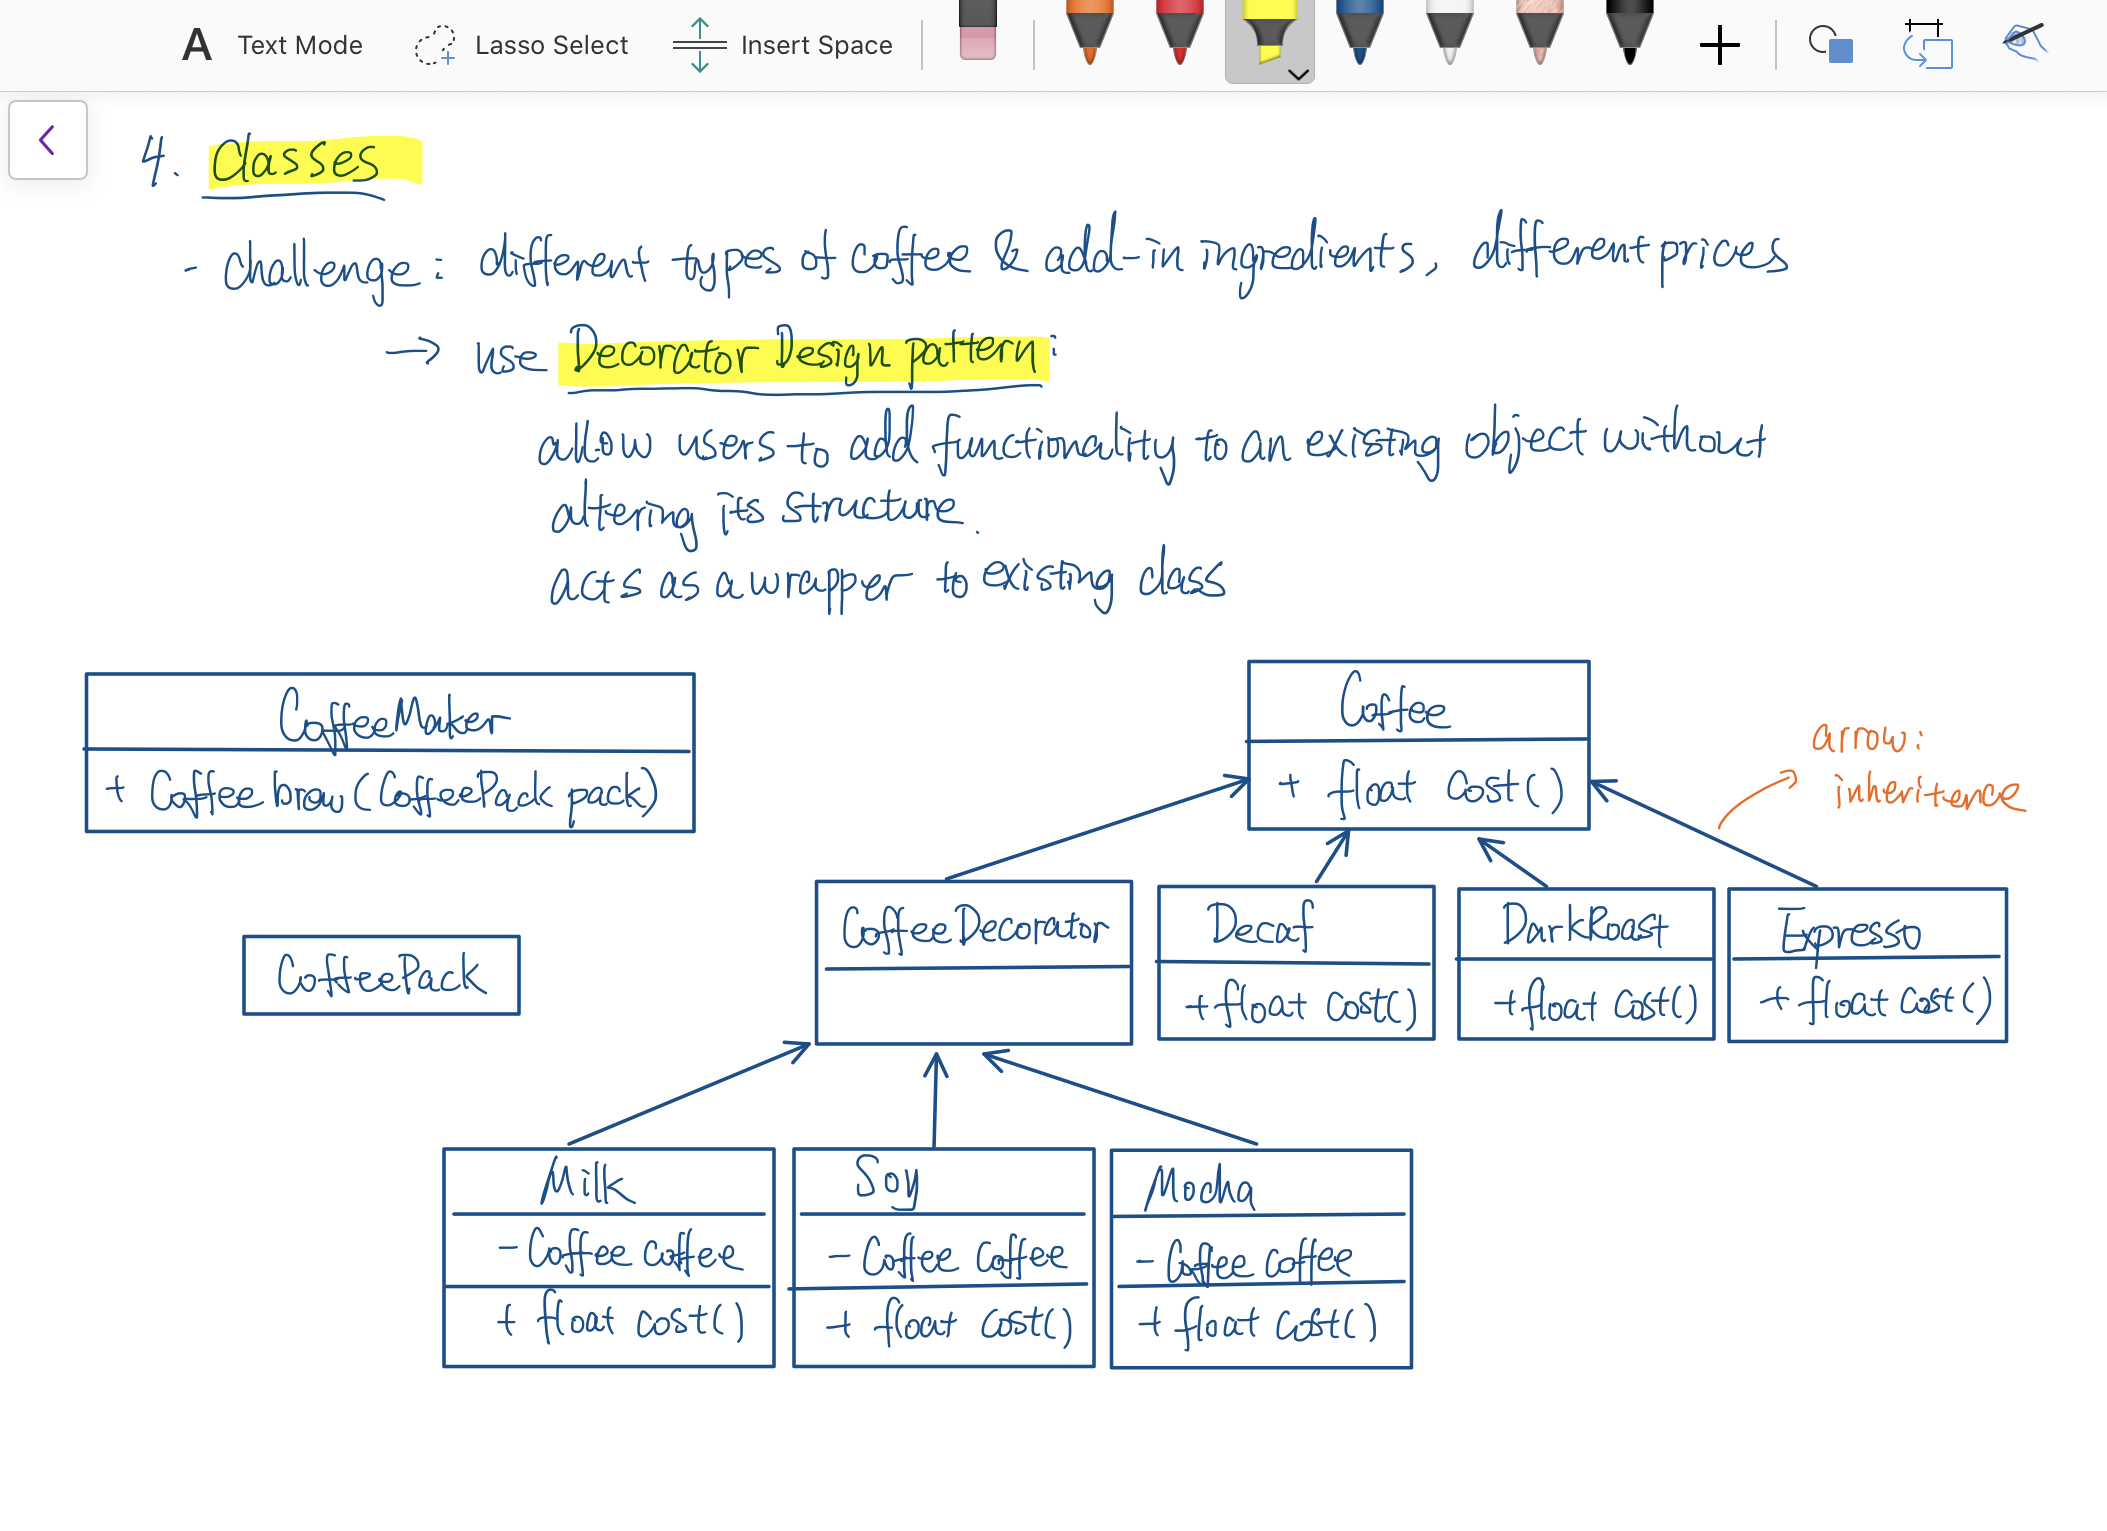 A Text Mode Lasso Select Insert Space
4. Classes
- challenge: different types of coffee & add-in ingredients, different prices
→ use Decorator Design pattern:
allow users to add functionality to an existing object without
altering its structure.
acts as a wrapper to existing class
CoffeeMaker
+ Coffee brew(CoffeePack pack)
Coffee
+ float cost()
arrow:
inheritence
CoffeePack
CoffeeDecorator
Decaf
+ float cost()
DarkRoast
+ float cost()
Expresso
+ float cost()
Milk
- Coffee coffee
+ float cost()
Soy
- Coffee coffee
+ float cost()
Mocha
- Coffee coffee
+ float cost()